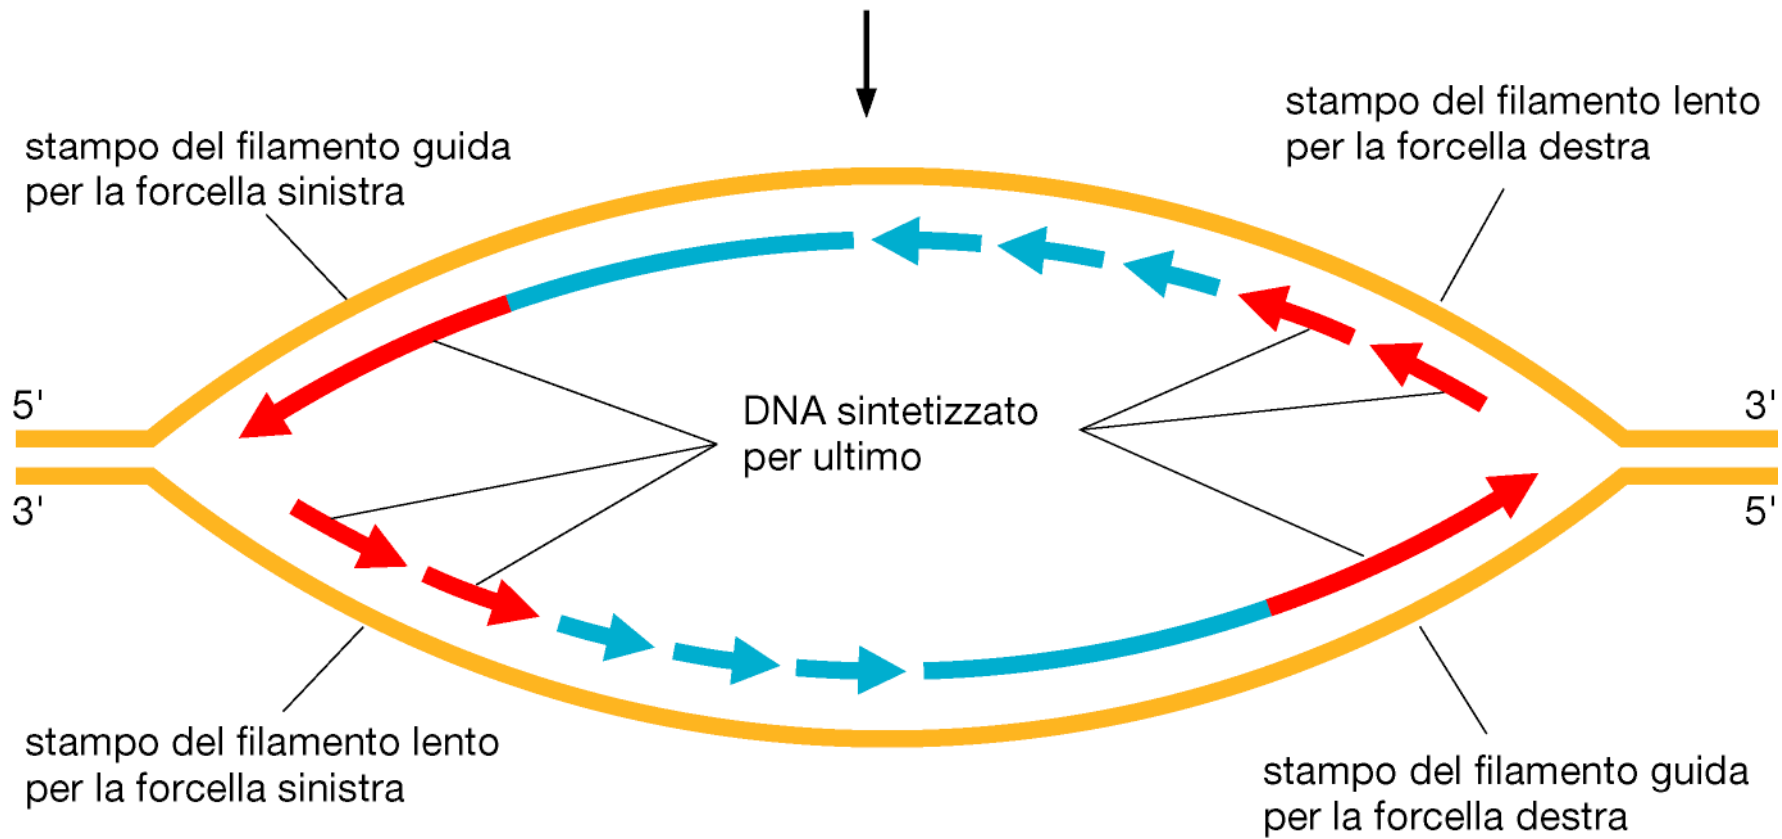 stampo del filamento guida
per la forcella sinistra
stampo del filamento lento
per la forcella destra
5'
3'
DNA sintetizzato
per ultimo
3'
5'
stampo del filamento lento
per la forcella sinistra
stampo del filamento guida
per la forcella destra